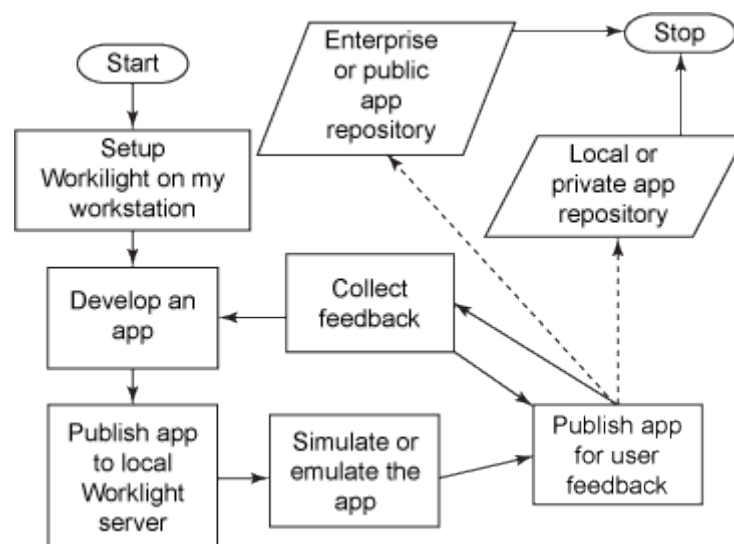 Start
Setup
Workilight on my
workstation
Develop an
app
Publish app
to local
Worklight
server
Simulate or
emulate the
app
Publish app
for user
feedback
Collect
feedback
Enterprise
or public
app
repository
Local or
private app
repository
Stop